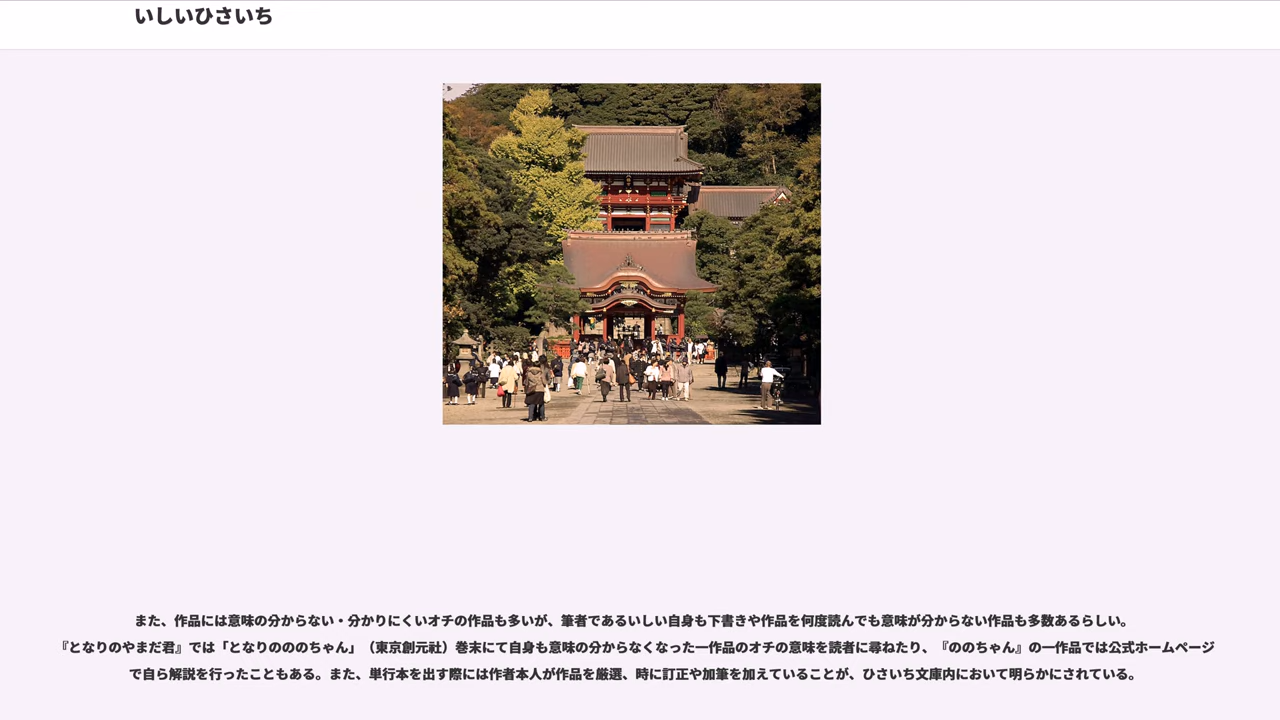 いしいひさいち
また、作品には意味の分からない・分かりにくいオチの作品も多いが、筆者であるいしい自身も下書きや作品を何度読んでも意味が分からない作品も多数あるらしい。
『となりのやまだ君』では「となりのののちゃん」（東京創元社）巻末にて自身も意味の分からなくなった一作品のオチの意味を読者に尋ねたり、『ののちゃん』の一作品では公式ホームページ
で自ら解説を行ったこともある。また、単行本を出す際には作者本人が作品を厳選、時に訂正や加筆を加えていることが、ひさいち文庫内において明らかにされている。